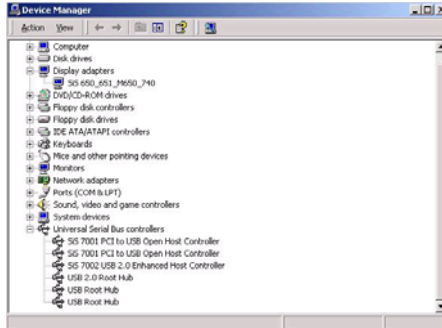 Device Manager
Action View
Computer
Disk drives
Display adapters
SiS 650_651_M650_740
DVD/CD-ROM drives
Floppy disk controllers
Floppy disk drives
IDE ATA/ATAPI controllers
Keyboards
Mice and other pointing devices
Monitors
Network adapters
Ports (COM & LPT)
Sound, video and game controllers
System devices
Universal Serial Bus controllers
SiS 7001 PCI to USB Open Host Controller
SiS 7001 PCI to USB Open Host Controller
SiS 7002 USB 2.0 Enhanced Host Controller
USB 2.0 Root Hub
USB Root Hub
USB Root Hub